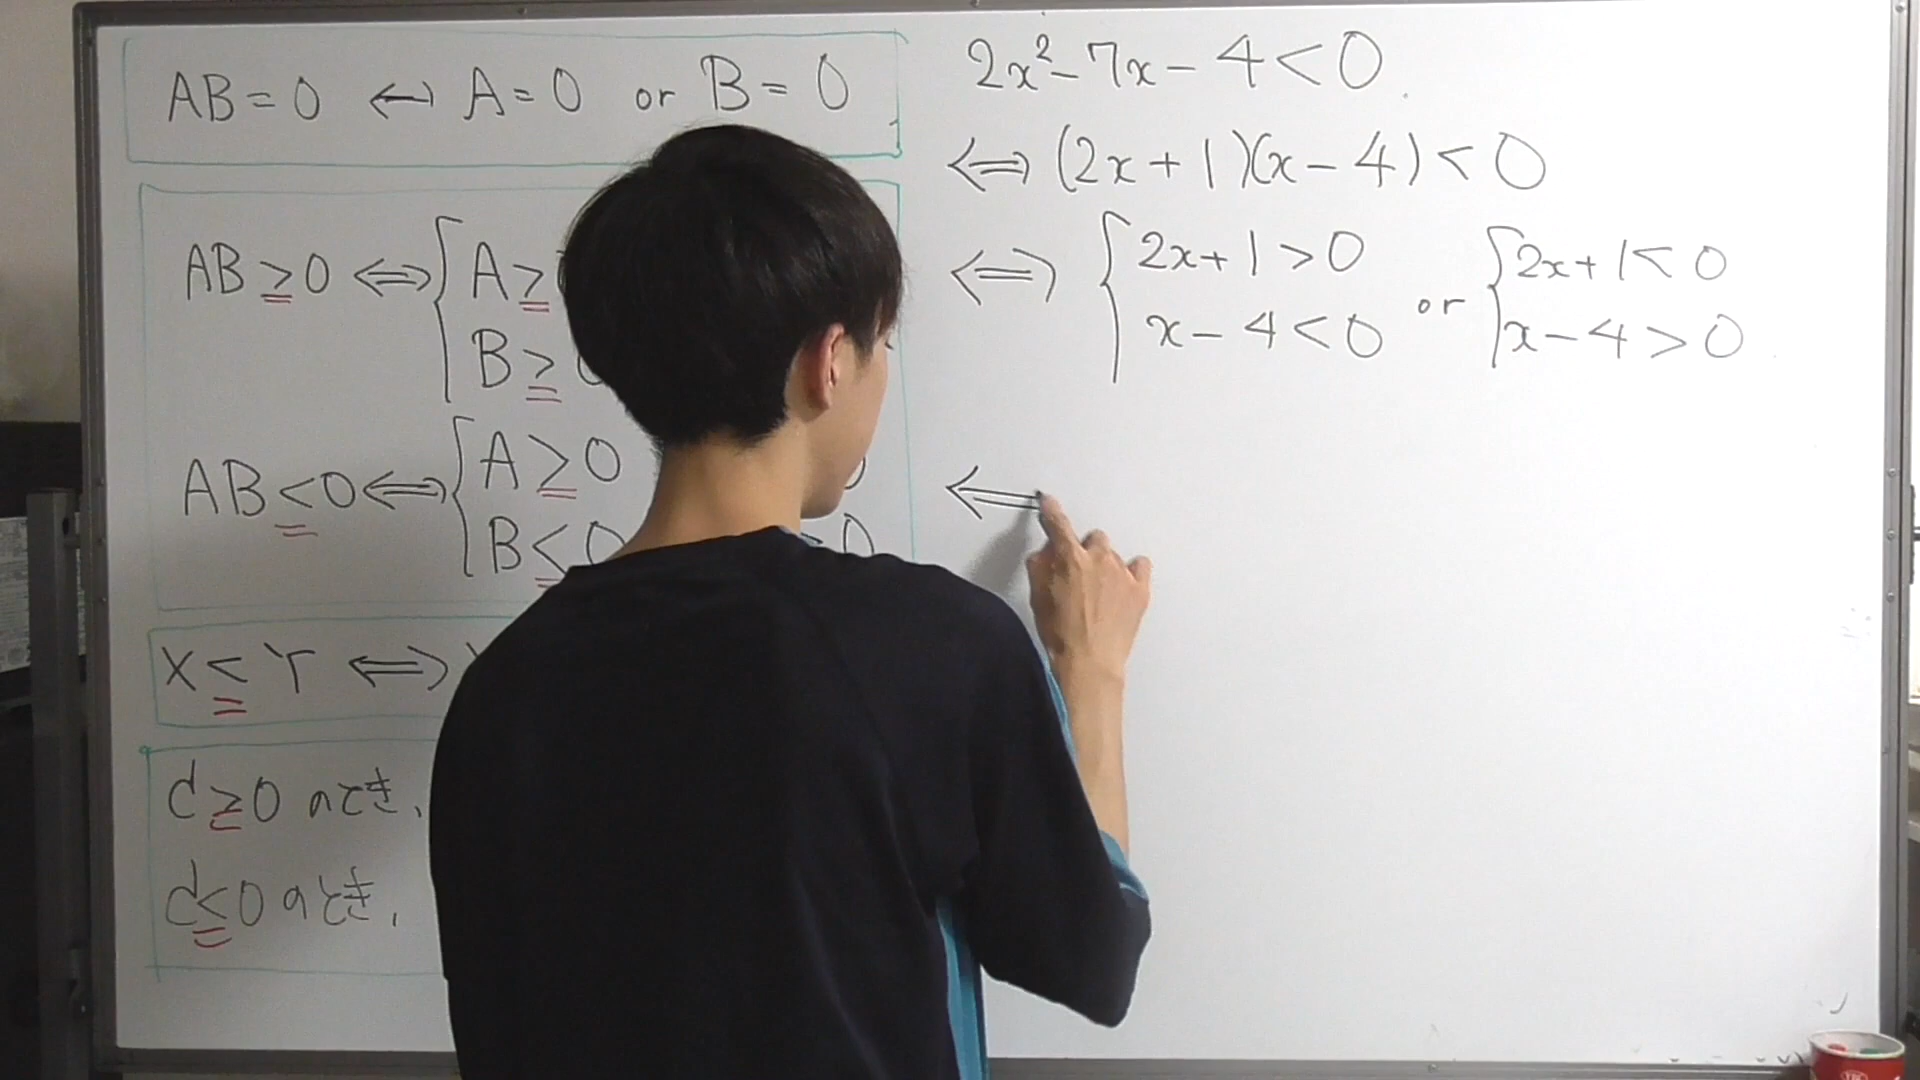 AB = 0 ⟷ A = 0 or B = 0
AB ≥ 0 ⟺ { A ≥
B ≥ 0
AB < 0 ⟺ { A ≥ 0
B ≤ 0 0
X ≤ Y ⟺
C ≥ 0 のとき、
C ≤ 0 のとき、
2x² - 7x - 4 < 0
⟺ (2x + 1)(x - 4) < 0
⟺ { 2x + 1 > 0 or { 2x + 1 < 0
x - 4 < 0 x - 4 > 0
⟸